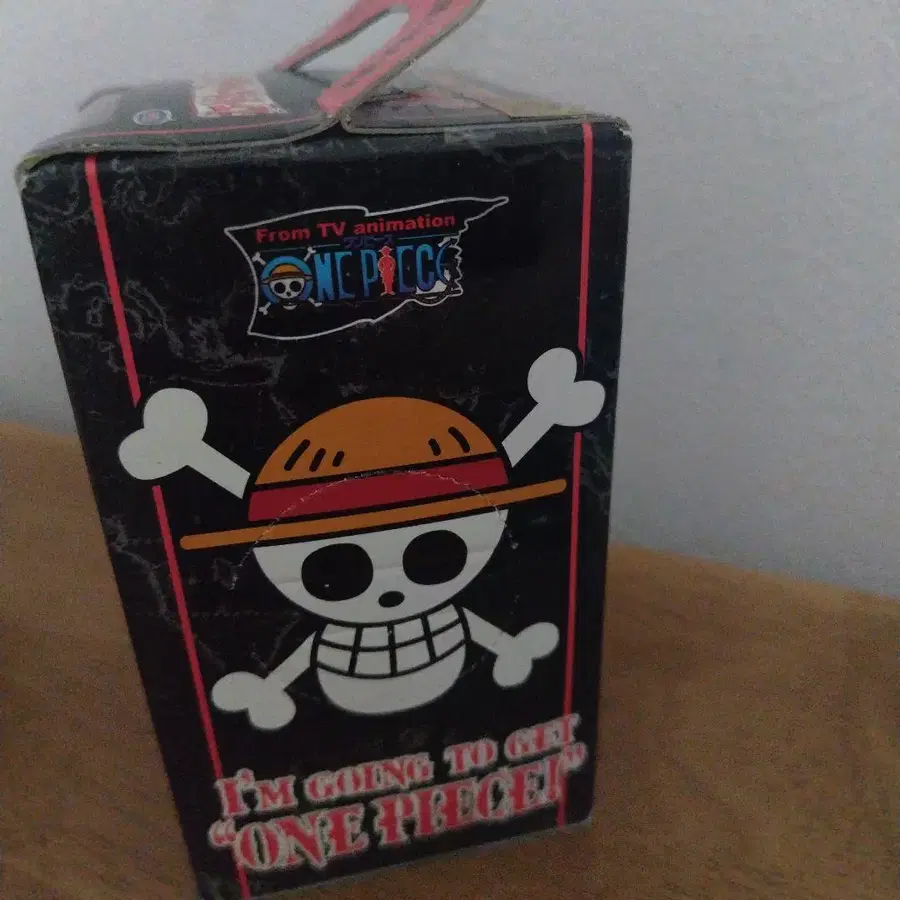 From TV animation
ワンピース
ONE PIECE
I'M GOING TO GET
"ONE PIECE!"